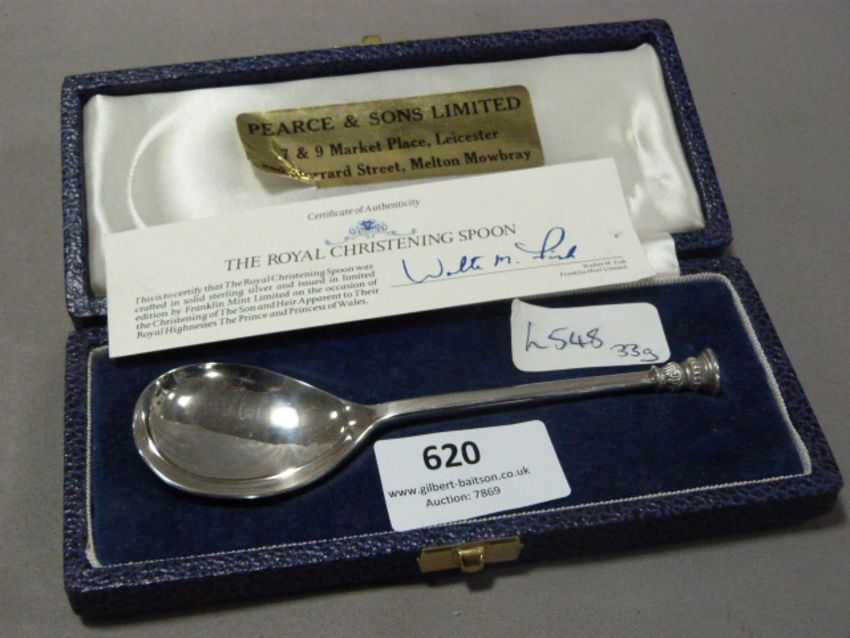 PEARCE & SONS LIMITED
7 & 9 Market Place, Leicester
Street, Melton Mowbray
Certificate of Authenticity
THE ROYAL CHRISTENING SPOON
This is to certify that The Royal Christening Spoon was
crafted in solid sterling silver and issued in limited
edition by Franklin Mint Limited on the occasion of
the Christening of The Son and Heir Apparent to Their
Royal Highnesses The Prince and Princess of Wales.
Walter M. Fisk
Walter M. Fisk
Franklin Mint Limited
L548
33g
620
www.gilbert-baitson.co.uk
Auction: 7869